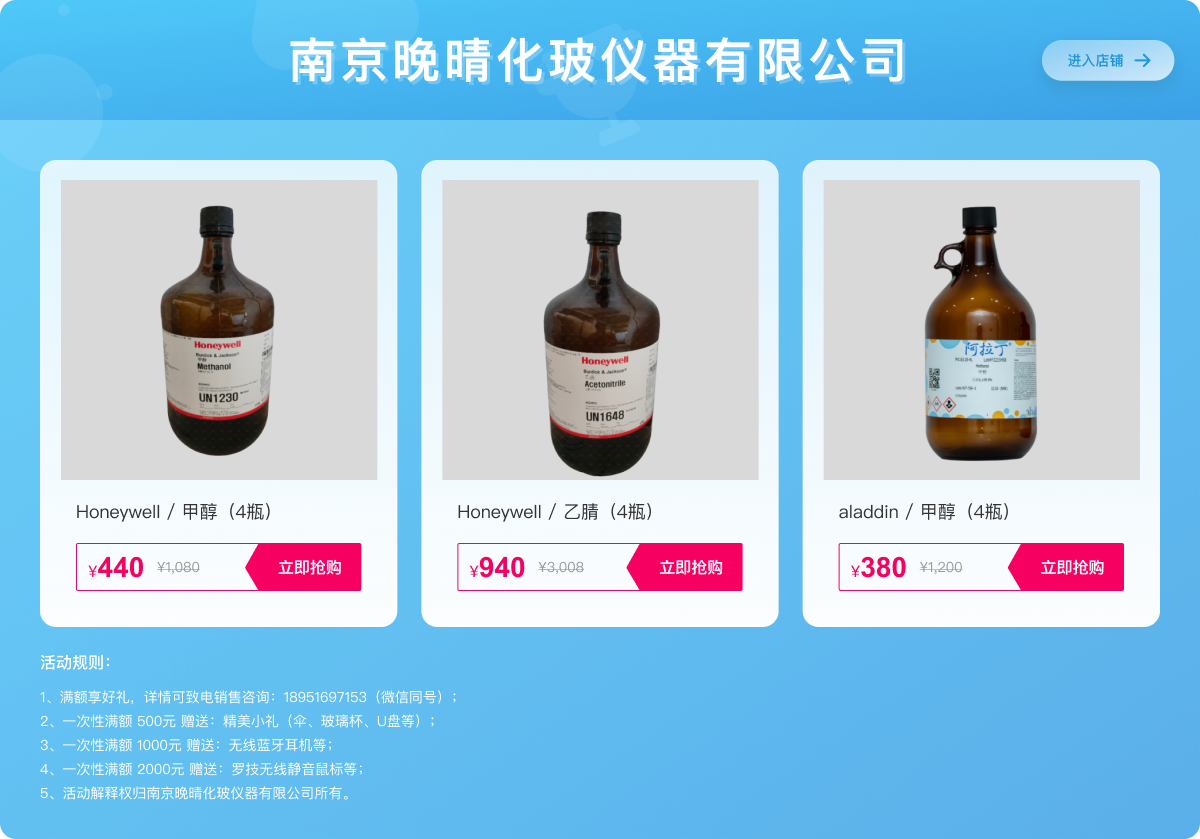 南京晚晴化玻仪器有限公司
进入店铺
Honeywell
Burdick & Jackson
甲醇
Methanol
UN1230
Honeywell
Burdick & Jackson
乙腈
Acetonitrile
UN1648
阿拉丁
Methanol
甲醇
Honeywell / 甲醇（4瓶）
¥440 ¥1,080 立即抢购
Honeywell / 乙腈（4瓶）
¥940 ¥3,008 立即抢购
aladdin / 甲醇（4瓶）
¥380 ¥1,200 立即抢购
活动规则：
1、满额享好礼，详情可致电销售咨询：18951697153（微信同号）；
2、一次性满额 500元 赠送：精美小礼（伞、玻璃杯、U盘等）；
3、一次性满额 1000元 赠送：无线蓝牙耳机等；
4、一次性满额 2000元 赠送：罗技无线静音鼠标等；
5、活动解释权归南京晚晴化玻仪器有限公司所有。